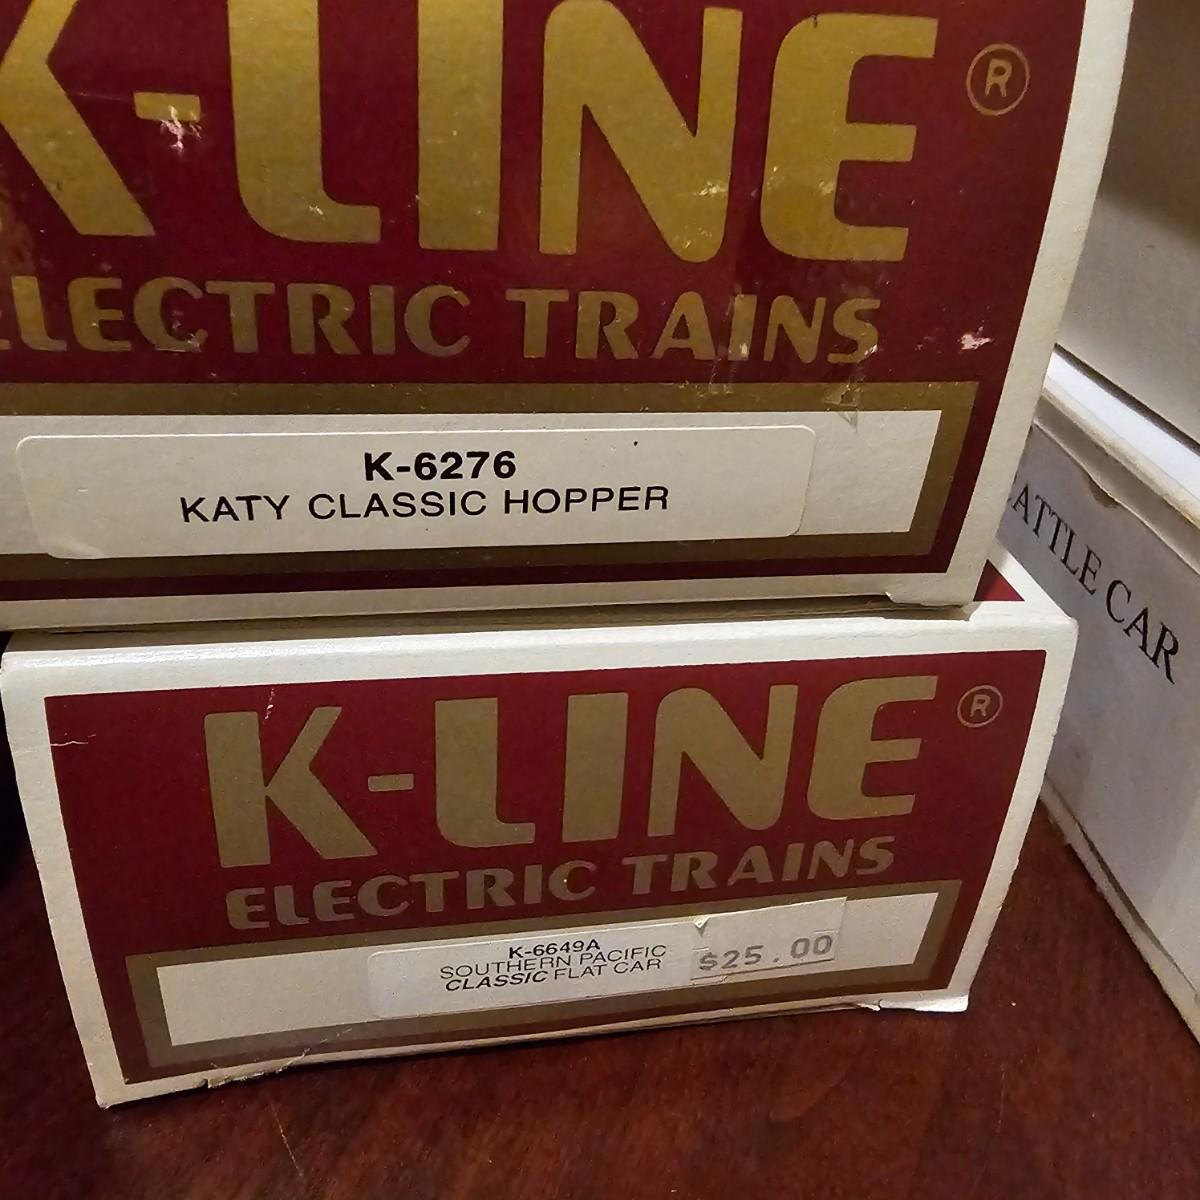 K-LINE®
ELECTRIC TRAINS
K-6276
KATY CLASSIC HOPPER
ATTLE CAR
K-LINE®
ELECTRIC TRAINS
K-6649A
SOUTHERN PACIFIC
CLASSIC FLAT CAR
$25.00